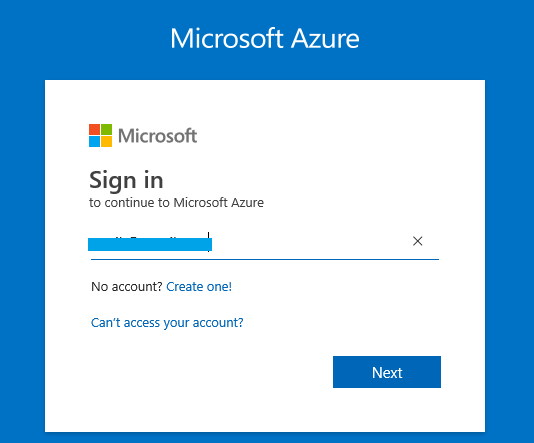 Microsoft Azure
Microsoft
Sign in
to continue to Microsoft Azure
No account? Create one!
Can't access your account?
Next